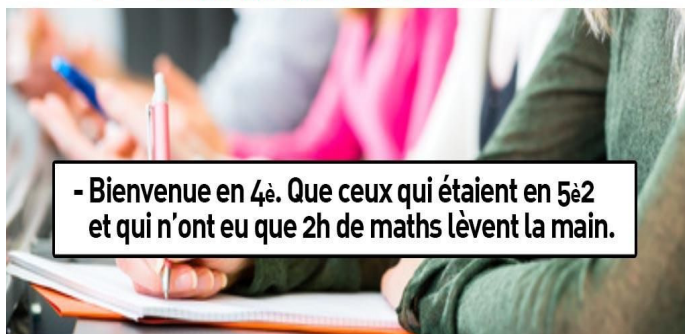 - Bienvenue en 4è. Que ceux qui étaient en 5è2
et qui n'ont eu que 2h de maths lèvent la main.